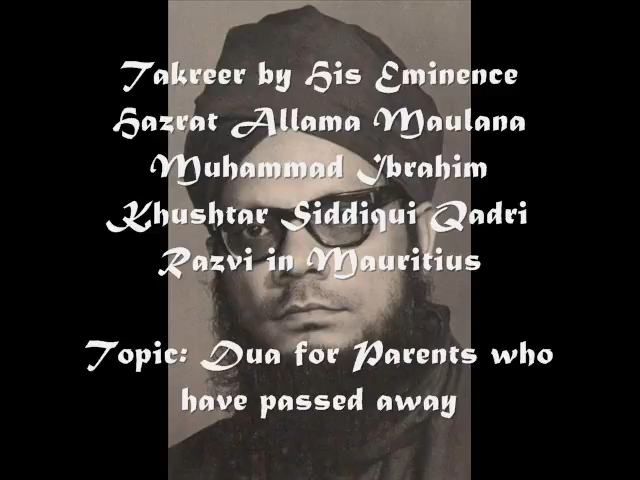 Takreer by His Eminence
Hazrat Allama Maulana
Muhammad Ibrahim
Khushtar Siddiqui Qadri
Razvi in Mauritius
Topic: Dua for Parents who
have passed away